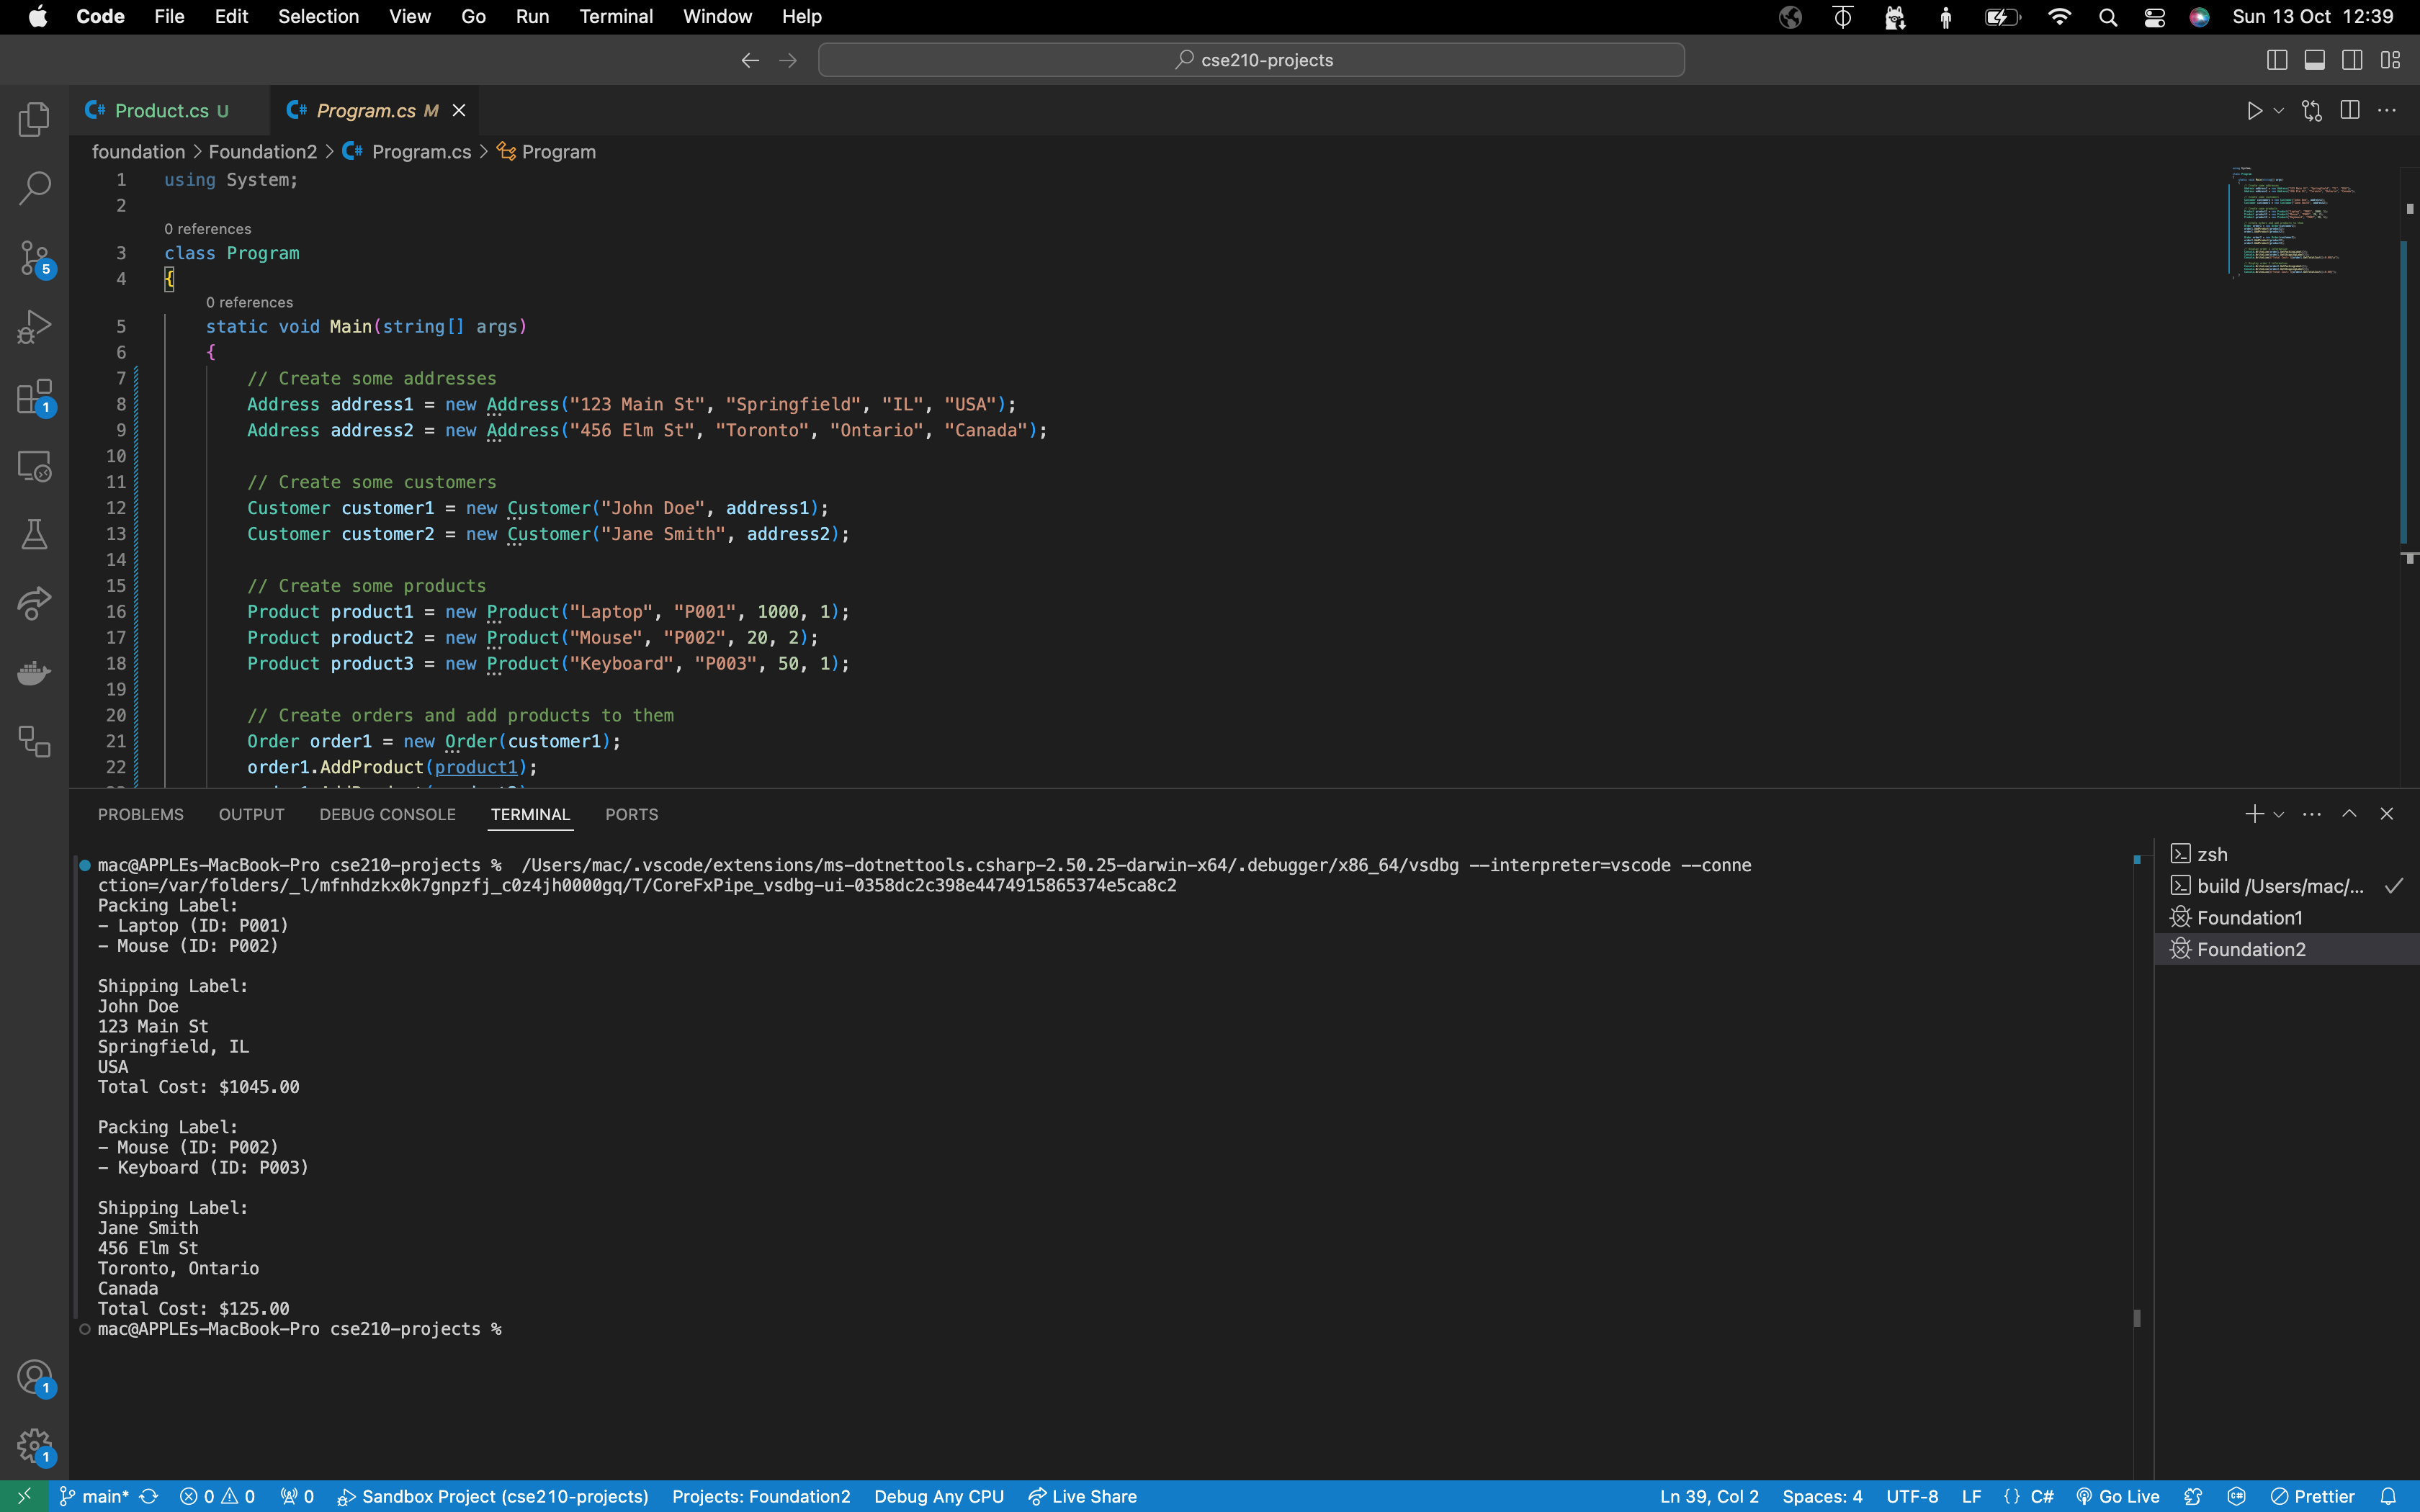 Code File Edit Selection View Go Run Terminal Window Help Sun 13 Oct 12:39
cse210-projects
Product.cs U Program.cs M
foundation > Foundation2 > Program.cs > Program
1 using System;
2
0 references
3 class Program
4 {
0 references
5 static void Main(string[] args)
6 {
7 // Create some addresses
8 Address address1 = new Address("123 Main St", "Springfield", "IL", "USA");
9 Address address2 = new Address("456 Elm St", "Toronto", "Ontario", "Canada");
10
11 // Create some customers
12 Customer customer1 = new Customer("John Doe", address1);
13 Customer customer2 = new Customer("Jane Smith", address2);
14
15 // Create some products
16 Product product1 = new Product("Laptop", "P001", 1000, 1);
17 Product product2 = new Product("Mouse", "P002", 20, 2);
18 Product product3 = new Product("Keyboard", "P003", 50, 1);
19
20 // Create orders and add products to them
21 Order order1 = new Order(customer1);
22 order1.AddProduct(product1);
PROBLEMS OUTPUT DEBUG CONSOLE TERMINAL PORTS
mac@APPLEs-MacBook-Pro cse210-projects % /Users/mac/.vscode/extensions/ms-dotnettools.csharp-2.50.25-darwin-x64/.debugger/x86_64/vsdbg --interpreter=vscode --conne
ction=/var/folders/_l/mfnhdzkx0k7gnpzfj_c0z4jh0000gq/T/CoreFxPipe_vsdbg-ui-0358dc2c398e4474915865374e5ca8c2
Packing Label:
- Laptop (ID: P001)
- Mouse (ID: P002)
Shipping Label:
John Doe
123 Main St
Springfield, IL
USA
Total Cost: $1045.00
Packing Label:
- Mouse (ID: P002)
- Keyboard (ID: P003)
Shipping Label:
Jane Smith
456 Elm St
Toronto, Ontario
Canada
Total Cost: $125.00
mac@APPLEs-MacBook-Pro cse210-projects %
zsh
build /Users/mac/...
Foundation1
Foundation2
5
1
1
1
main* 0 0 0 Sandbox Project (cse210-projects) Projects: Foundation2 Debug Any CPU Live Share Ln 39, Col 2 Spaces: 4 UTF-8 LF {} C# Go Live Prettier